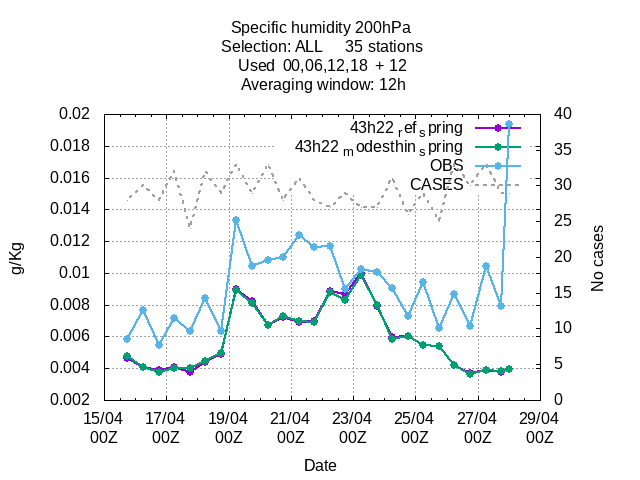 Specific humidity 200hPa
Selection: ALL 35 stations
Used 00,06,12,18 + 12
Averaging window: 12h
0.02
0.018
0.016
0.014
0.012
0.01
0.008
0.006
0.004
0.002
g/Kg
43h22 ref spring
43h22 modesthin spring
OBS
CASES
40
35
30
25
20
15
10
5
0
No cases
15/04 17/04 19/04 21/04 23/04 25/04 27/04 29/04
00Z 00Z 00Z 00Z 00Z 00Z 00Z 00Z
Date